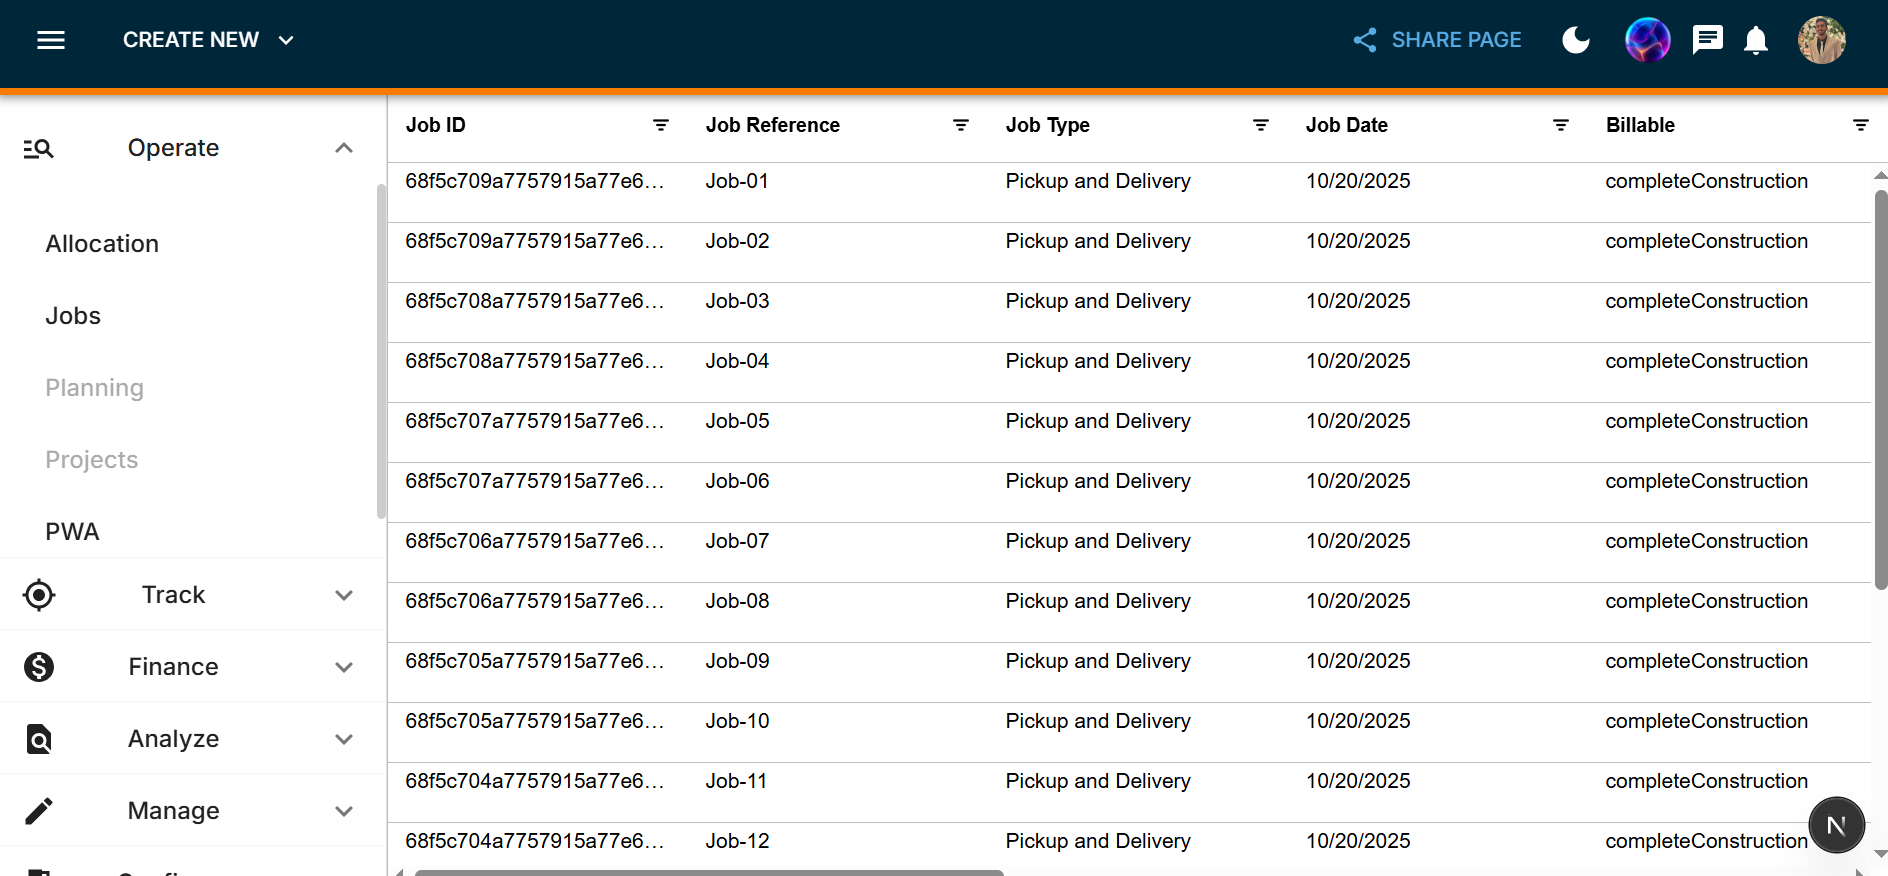 CREATE NEW
SHARE PAGE
Operate
Allocation
Jobs
Planning
Projects
PWA
Track
Finance
Analyze
Manage
Job ID Job Reference Job Type Job Date Billable
68f5c709a7757915a77e6... Job-01 Pickup and Delivery 10/20/2025 completeConstruction
68f5c709a7757915a77e6... Job-02 Pickup and Delivery 10/20/2025 completeConstruction
68f5c708a7757915a77e6... Job-03 Pickup and Delivery 10/20/2025 completeConstruction
68f5c708a7757915a77e6... Job-04 Pickup and Delivery 10/20/2025 completeConstruction
68f5c707a7757915a77e6... Job-05 Pickup and Delivery 10/20/2025 completeConstruction
68f5c707a7757915a77e6... Job-06 Pickup and Delivery 10/20/2025 completeConstruction
68f5c706a7757915a77e6... Job-07 Pickup and Delivery 10/20/2025 completeConstruction
68f5c706a7757915a77e6... Job-08 Pickup and Delivery 10/20/2025 completeConstruction
68f5c705a7757915a77e6... Job-09 Pickup and Delivery 10/20/2025 completeConstruction
68f5c705a7757915a77e6... Job-10 Pickup and Delivery 10/20/2025 completeConstruction
68f5c704a7757915a77e6... Job-11 Pickup and Delivery 10/20/2025 completeConstruction
68f5c704a7757915a77e6... Job-12 Pickup and Delivery 10/20/2025 completeConstruction
N